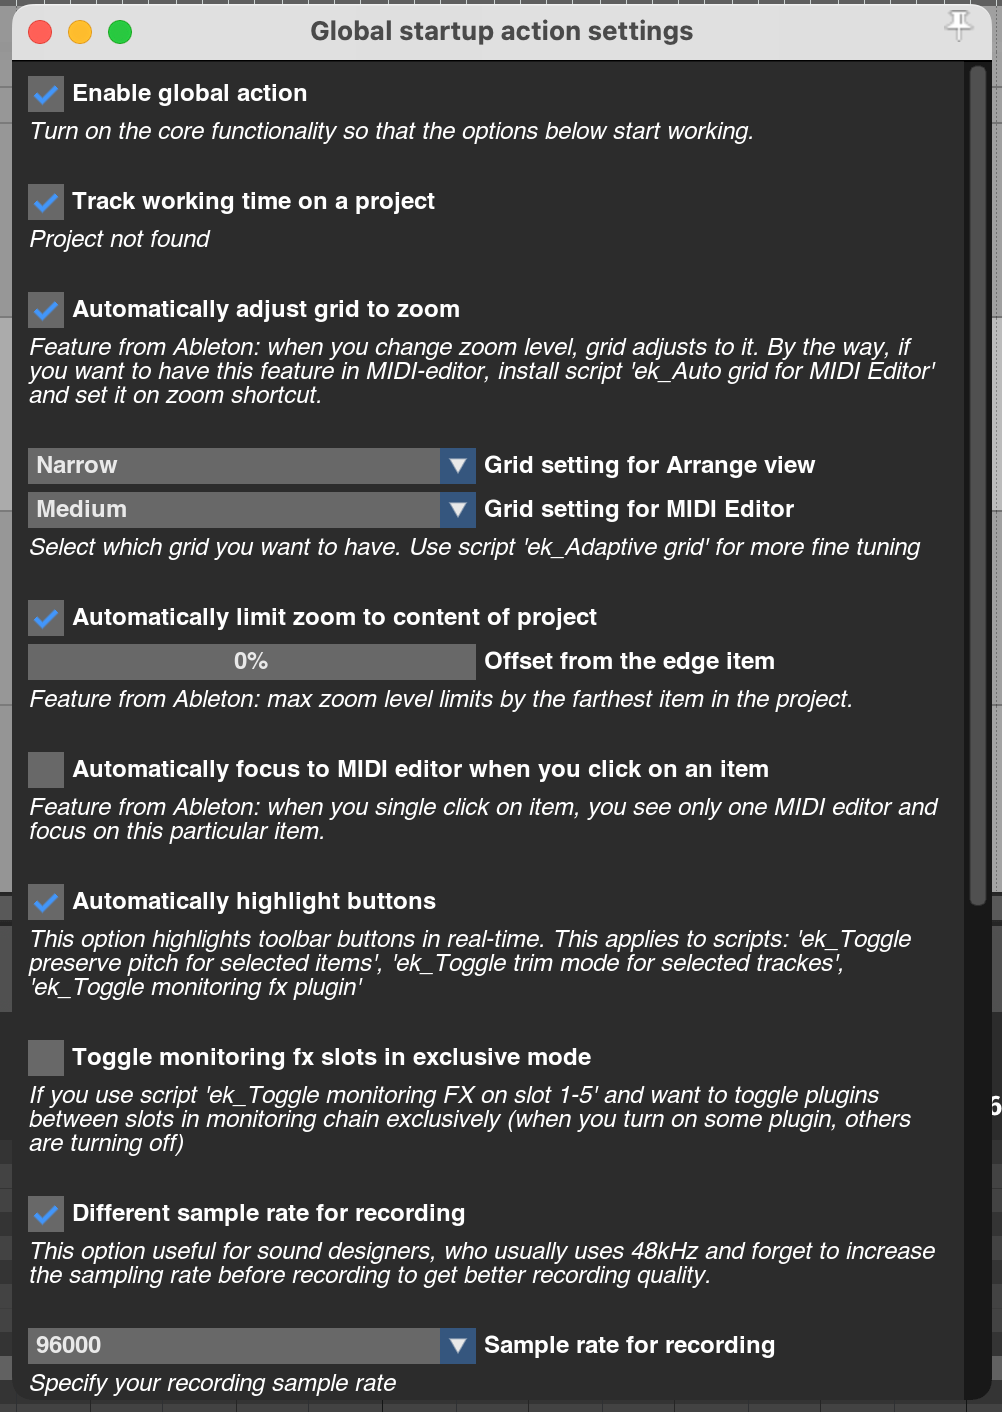 Global startup action settings
Enable global action
Turn on the core functionality so that the options below start working.
Track working time on a project
Project not found
Automatically adjust grid to zoom
Feature from Ableton: when you change zoom level, grid adjusts to it. By the way, if
you want to have this feature in MIDI-editor, install script 'ek_Auto grid for MIDI Editor'
and set it on zoom shortcut.
Narrow Grid setting for Arrange view
Medium Grid setting for MIDI Editor
Select which grid you want to have. Use script 'ek_Adaptive grid' for more fine tuning
Automatically limit zoom to content of project
0% Offset from the edge item
Feature from Ableton: max zoom level limits by the farthest item in the project.
Automatically focus to MIDI editor when you click on an item
Feature from Ableton: when you single click on item, you see only one MIDI editor and
focus on this particular item.
Automatically highlight buttons
This option highlights toolbar buttons in real-time. This applies to scripts: 'ek_Toggle
preserve pitch for selected items', 'ek_Toggle trim mode for selected trackes',
'ek_Toggle monitoring fx plugin'
Toggle monitoring fx slots in exclusive mode
If you use script 'ek_Toggle monitoring FX on slot 1-5' and want to toggle plugins
between slots in monitoring chain exclusively (when you turn on some plugin, others
are turning off)
6
Different sample rate for recording
This option useful for sound designers, who usually uses 48kHz and forget to increase
the sampling rate before recording to get better recording quality.
96000 Sample rate for recording
Specify your recording sample rate